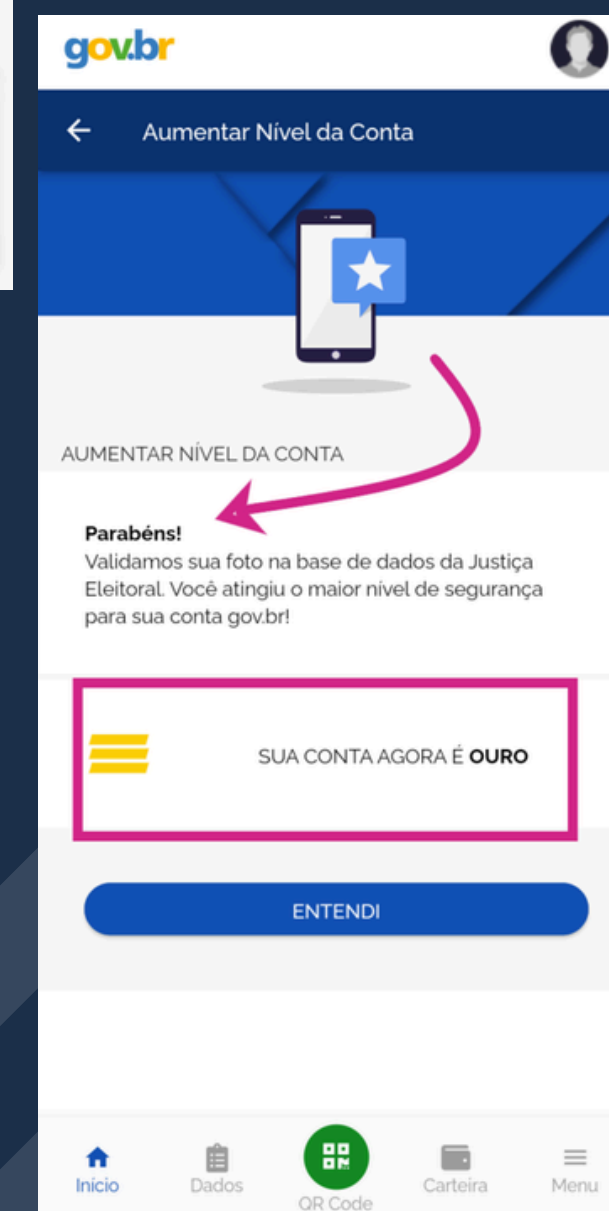 gov.br
Aumentar Nível da Conta
AUMENTAR NÍVEL DA CONTA
Parabéns!
Validamos sua foto na base de dados da Justiça
Eleitoral. Você atingiu o maior nível de segurança
para sua conta gov.br!
SUA CONTA AGORA É OURO
ENTENDI
Início
Dados
QR Code
Carteira
Menu